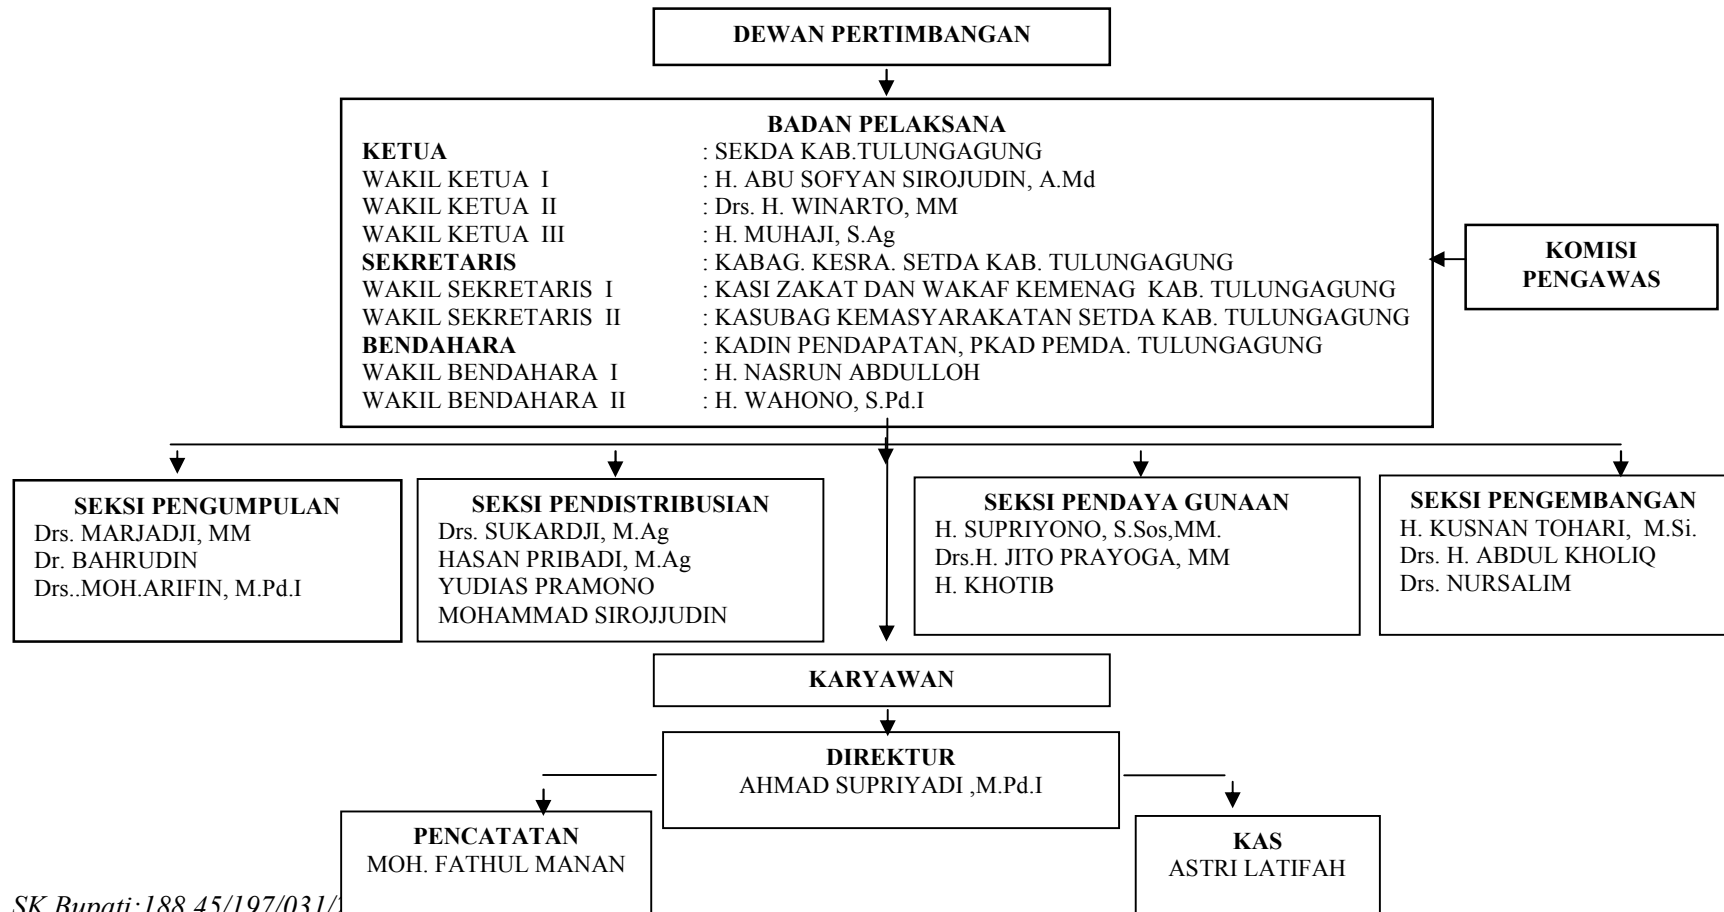 DEWAN PERTIMBANGAN
BADAN PELAKSANA
KETUA : SEKDA KAB.TULUNGAGUNG
WAKIL KETUA I : H. ABU SOFYAN SIROJUDIN, A.Md
WAKIL KETUA II : Drs. H. WINARTO, MM
WAKIL KETUA III : H. MUHAJI, S.Ag
SEKRETARIS : KABAG. KESRA. SETDA KAB. TULUNGAGUNG
WAKIL SEKRETARIS I : KASI ZAKAT DAN WAKAF KEMENAG KAB. TULUNGAGUNG
WAKIL SEKRETARIS II : KASUBAG KEMASYARAKATAN SETDA KAB. TULUNGAGUNG
BENDAHARA : KADIN PENDAPATAN, PKAD PEMDA. TULUNGAGUNG
WAKIL BENDAHARA I : H. NASRUN ABDULLOH
WAKIL BENDAHARA II : H. WAHONO, S.Pd.I
KOMISI
PENGAWAS
SEKSI PENGUMPULAN
Drs. MARJADJI, MM
Dr. BAHRUDIN
Drs..MOH.ARIFIN, M.Pd.I
SEKSI PENDISTRIBUSIAN
Drs. SUKARDJI, M.Ag
HASAN PRIBADI, M.Ag
YUDIAS PRAMONO
MOHAMMAD SIROJJUDIN
SEKSI PENDAYA GUNAAN
H. SUPRIYONO, S.Sos,MM.
Drs.H. JITO PRAYOGA, MM
H. KHOTIB
SEKSI PENGEMBANGAN
H. KUSNAN TOHARI, M.Si.
Drs. H. ABDUL KHOLIQ
Drs. NURSALIM
KARYAWAN
DIREKTUR
AHMAD SUPRIYADI ,M.Pd.I
PENCATATAN
MOH. FATHUL MANAN
KAS
ASTRI LATIFAH
SK Bupati:188.45/197/031/